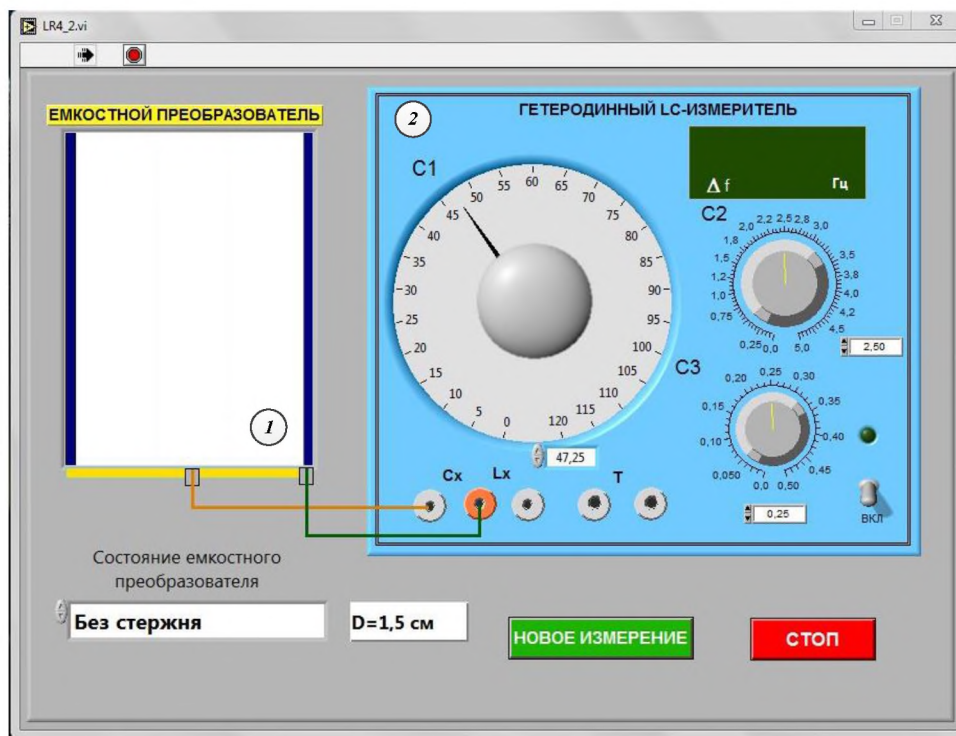 LR4_2.vi
ЕМКОСТНОЙ ПРЕОБРАЗОВАТЕЛЬ
1
2
ГЕТЕРОДИННЫЙ LC-ИЗМЕРИТЕЛЬ
C1
0 5 10 15 20 25 30 35 40 45 50 55 60 65 70 75 80 85 90 95 100 105 110 115 120
47,25
Δ f Гц
C2
0,0 0,25 0,75 1,0 1,2 1,5 1,8 2,0 2,2 2,5 2,8 3,0 3,5 3,8 4,0 4,2 4,5 5,0
2,50
C3
0,0 0,050 0,10 0,15 0,20 0,25 0,30 0,35 0,40 0,45 0,50
0,25
Cx Lx T
ВКЛ
Состояние емкостного
преобразователя
Без стержня
D=1,5 см
НОВОЕ ИЗМЕРЕНИЕ
СТОП